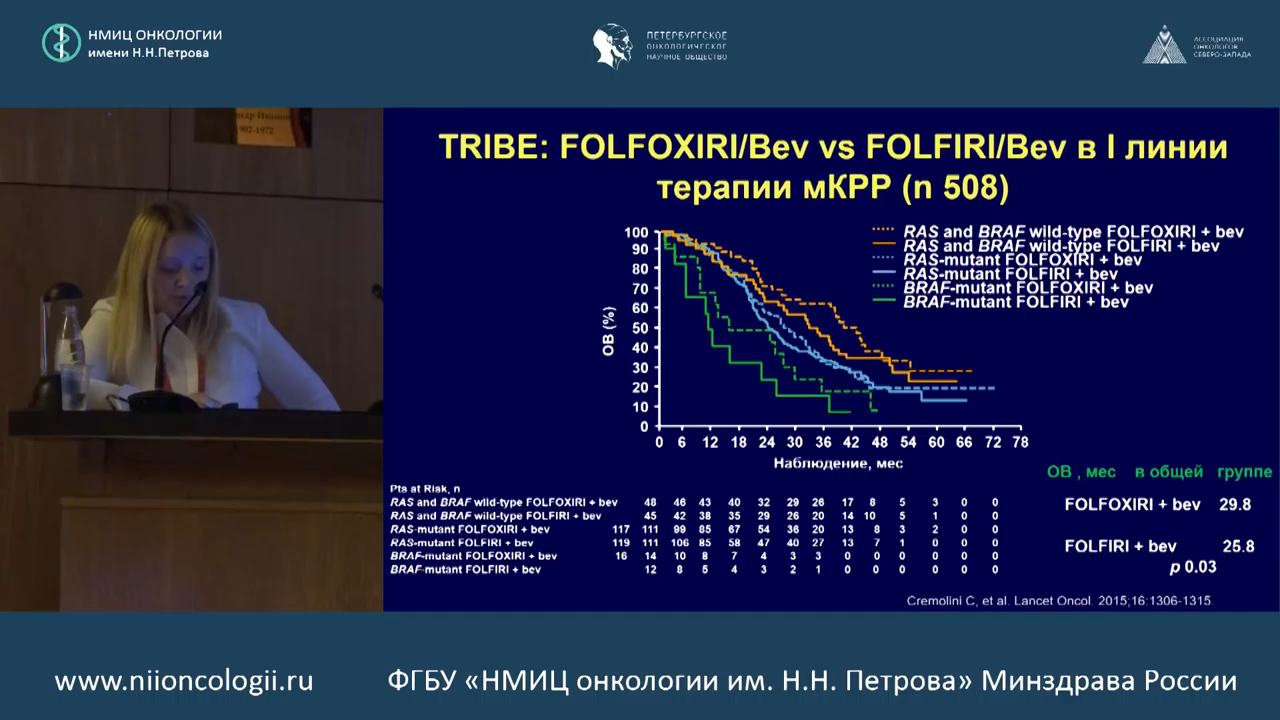 НМИЦ ОНКОЛОГИИ
имени Н.Н.Петрова
ПЕТЕРБУРГСКОЕ
ОНКОЛОГИЧЕСКОЕ
НАУЧНОЕ ОБЩЕСТВО
АССОЦИАЦИЯ
ОНКОЛОГОВ
СЕВЕРО-ЗАПАДА
902-1972
TRIBE: FOLFOXIRI/Bev vs FOLFIRI/Bev в I линии
терапии мКРР (n 508)
RAS and BRAF wild-type FOLFOXIRI + bev
RAS and BRAF wild-type FOLFIRI + bev
RAS-mutant FOLFOXIRI + bev
RAS-mutant FOLFIRI + bev
BRAF-mutant FOLFOXIRI + bev
BRAF-mutant FOLFIRI + bev
ОВ (%)
100
90
80
70
60
50
40
30
20
10
0
0 6 12 18 24 30 36 42 48 54 60 66 72 78
Наблюдение, мес
Pts at Risk, n
RAS and BRAF wild-type FOLFOXIRI + bev 48 46 43 40 32 29 26 17 8 5 3 0 0
RAS and BRAF wild-type FOLFIRI + bev 45 42 38 35 29 26 20 14 10 5 1 0 0
RAS-mutant FOLFOXIRI + bev 117 111 99 85 67 54 36 20 13 8 3 2 0 0
RAS-mutant FOLFIRI + bev 119 111 106 85 58 47 40 27 13 7 1 0 0 0
BRAF-mutant FOLFOXIRI + bev 16 14 10 8 7 4 3 3 0 0 0 0 0 0
BRAF-mutant FOLFIRI + bev 12 8 5 4 3 2 1 0 0 0 0 0 0
ОВ , мес в общей группе
FOLFOXIRI + bev 29.8
FOLFIRI + bev 25.8
p 0.03
Cremolini C, et al. Lancet Oncol. 2015;16:1306-1315.
www.niioncologii.ru
ФГБУ «НМИЦ онкологии им. Н.Н. Петрова» Минздрава России